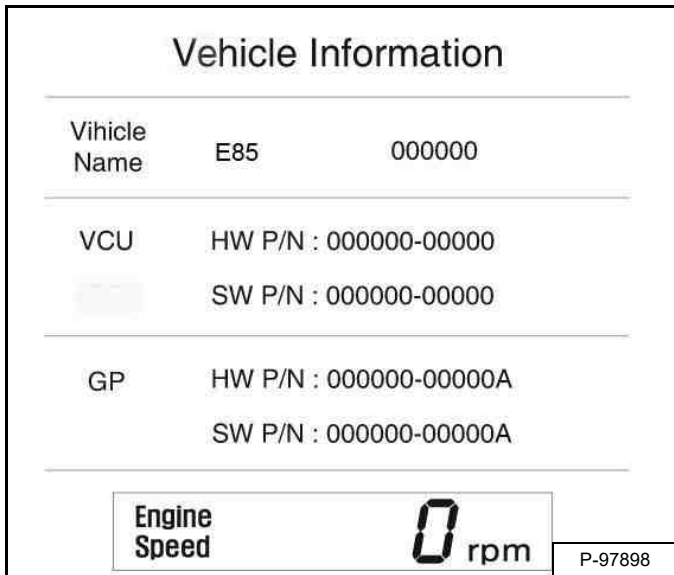 Vehicle Information
Vihicle
Name
E85 000000
VCU HW P/N : 000000-00000
SW P/N : 000000-00000
GP HW P/N : 000000-00000A
SW P/N : 000000-00000A
Engine
Speed
0 rpm
P-97898